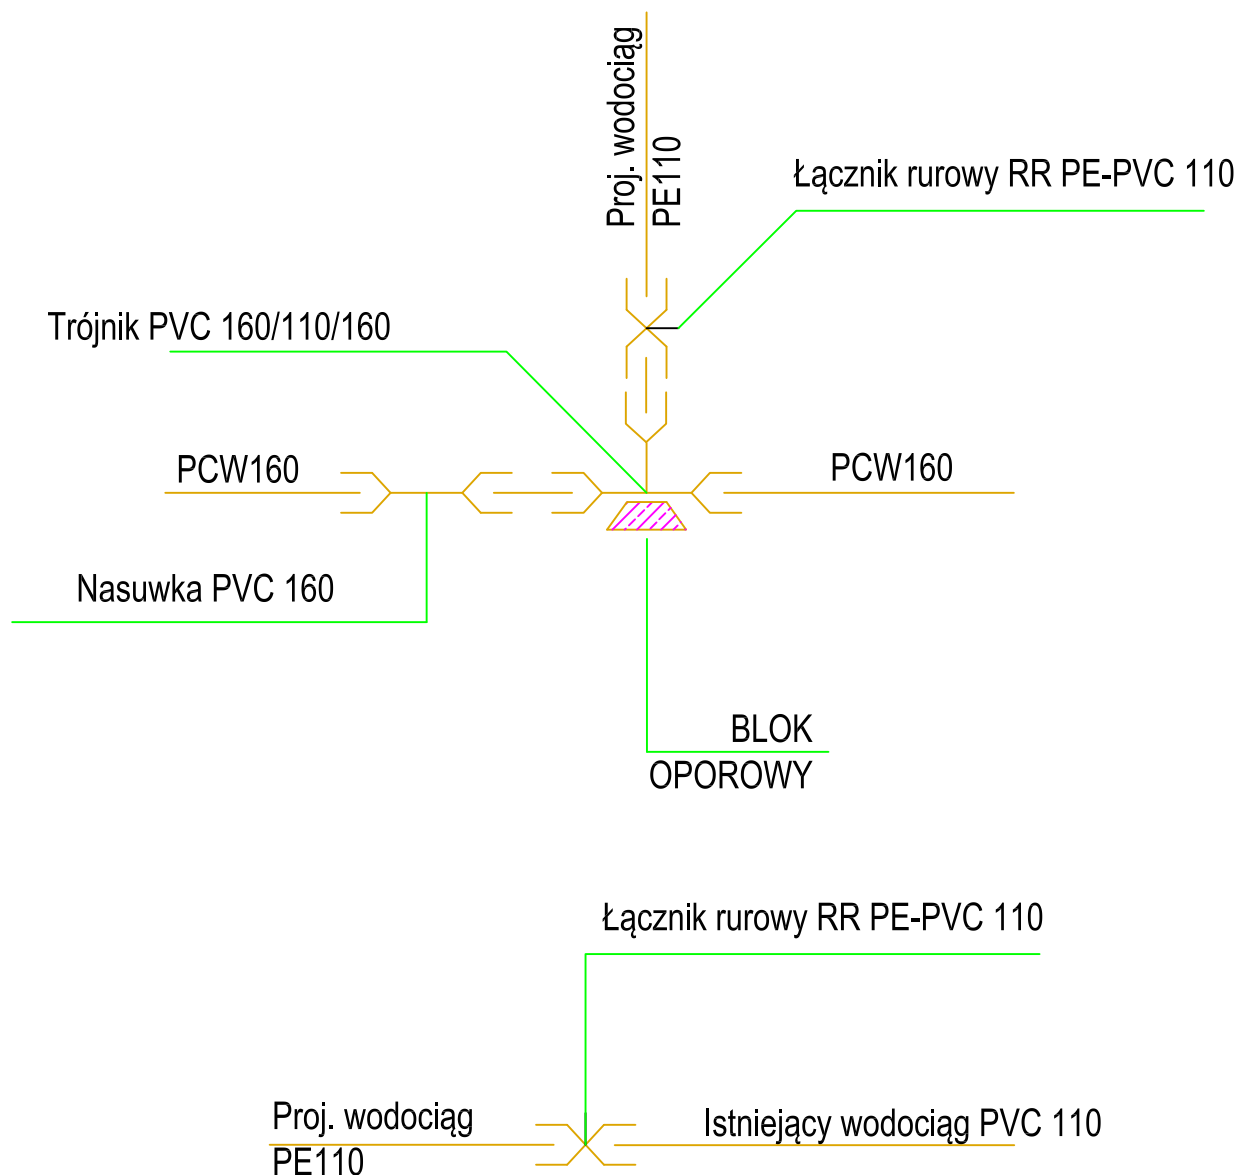 Proj. wodociąg
PE110
Łącznik rurowy RR PE-PVC 110
Trójnik PVC 160/110/160
PCW160
PCW160
Nasuwka PVC 160
BLOK
OPOROWY
Łącznik rurowy RR PE-PVC 110
Proj. wodociąg
PE110
Istniejący wodociąg PVC 110